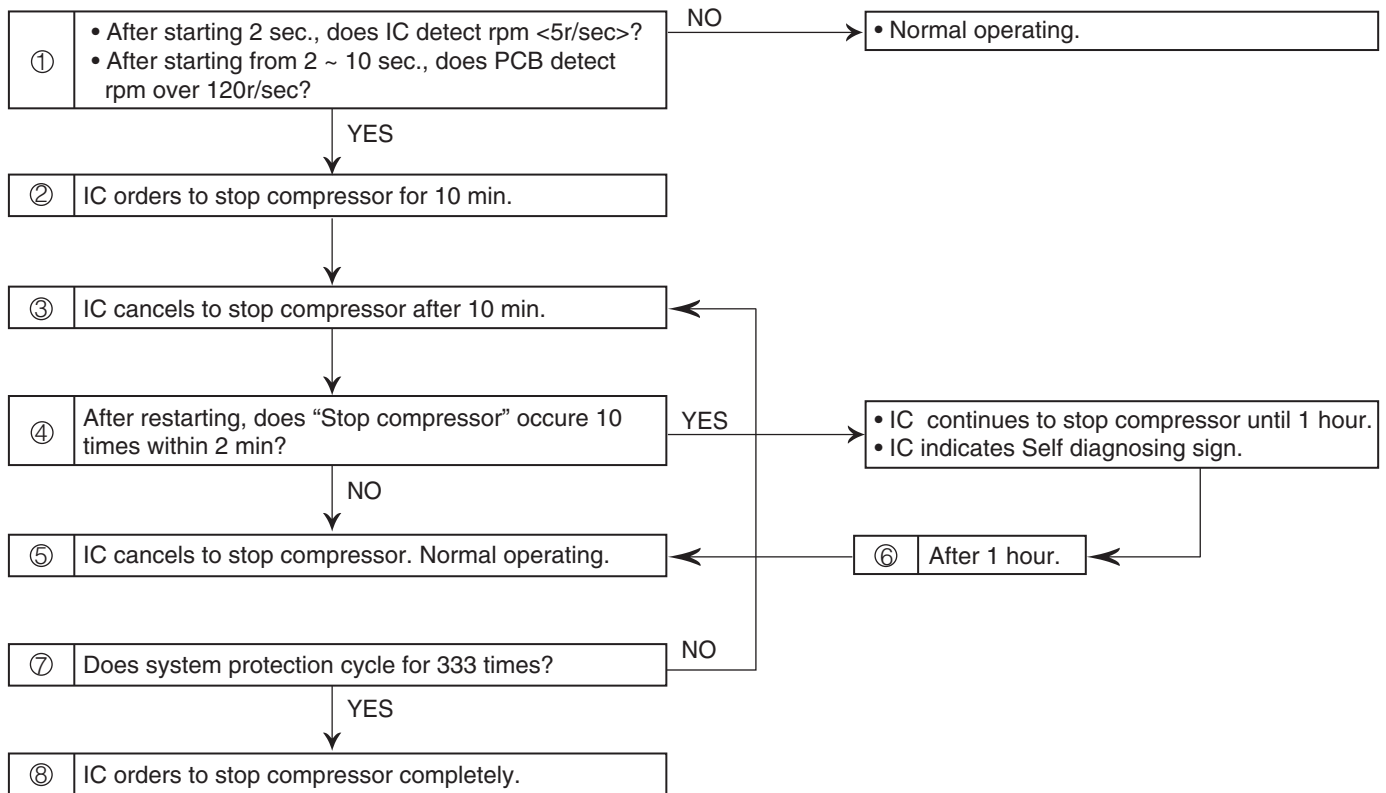 ① • After starting 2 sec., does IC detect rpm <5r/sec>?
• After starting from 2 ~ 10 sec., does PCB detect
rpm over 120r/sec?
NO
• Normal operating.
YES
② IC orders to stop compressor for 10 min.
③ IC cancels to stop compressor after 10 min.
④ After restarting, does “Stop compressor” occure 10
times within 2 min?
YES
• IC continues to stop compressor until 1 hour.
• IC indicates Self diagnosing sign.
NO
⑤ IC cancels to stop compressor. Normal operating.
⑥ After 1 hour.
⑦ Does system protection cycle for 333 times?
NO
YES
⑧ IC orders to stop compressor completely.